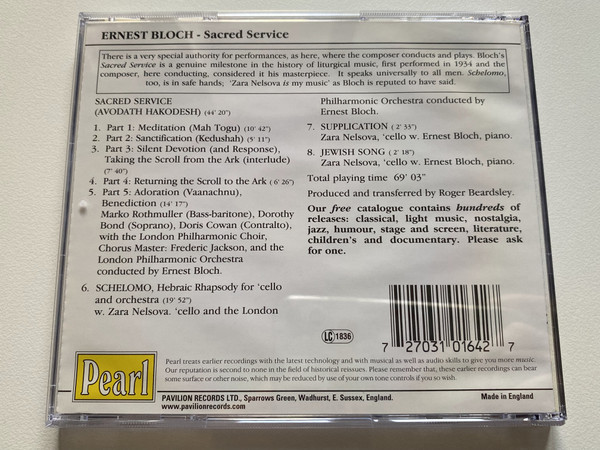 ERNEST BLOCH - Sacred Service
There is a very special authority for performances, as here, where the composer conducts and plays. Bloch's
Sacred Service is a genuine milestone in the history of liturgical music, first performed in 1934 and the
composer, here conducting, considered it his masterpiece. It speaks universally to all men. Schelomo,
too, is in safe hands; 'Zara Nelsova is my music' as Bloch is reputed to have said.
SACRED SERVICE
(AVODATH HAKODESH) (44' 20")
1. Part 1: Meditation (Mah Togu) (10' 42")
2. Part 2: Sanctification (Kedushah) (5' 11")
3. Part 3: Silent Devotion (and Response),
Taking the Scroll from the Ark (interlude)
(7' 40")
4. Part 4: Returning the Scroll to the Ark (6' 26")
5. Part 5: Adoration (Vaanachnu),
Benediction (14' 17")
Marko Rothmuller (Bass-baritone), Dorothy
Bond (Soprano), Doris Cowan (Contralto),
with the London Philharmonic Choir,
Chorus Master: Frederic Jackson, and the
London Philharmonic Orchestra
conducted by Ernest Bloch.
6. SCHELOMO, Hebraic Rhapsody for 'cello
and orchestra (19' 52")
w. Zara Nelsova. 'cello and the London
Philharmonic Orchestra conducted by
Ernest Bloch.
7. SUPPLICATION (2' 33")
Zara Nelsova, 'cello w. Ernest Bloch, piano.
8. JEWISH SONG (2' 18")
Zara Nelsova, 'cello w. Ernest Bloch, piano.
Total playing time 69' 03"
Produced and transferred by Roger Beardsley.
Our free catalogue contains hundreds of
releases: classical, light music, nostalgia,
jazz, humour, stage and screen, literature,
children's and documentary. Please ask
for one.
LC 1836
7 27031 01642 7
Pearl
Pearl treats earlier recordings with the latest technology and with musical as well as audio skills to give you more music.
Our reputation is second to none in the field of historical reissues. Please remember that, these earlier recordings can bear
some surface or other noise, which may be reduced by use of your own tone controls if you so wish.
PAVILION RECORDS LTD., Sparrows Green, Wadhurst, E. Sussex, England.
www.pavilionrecords.com
Made in England